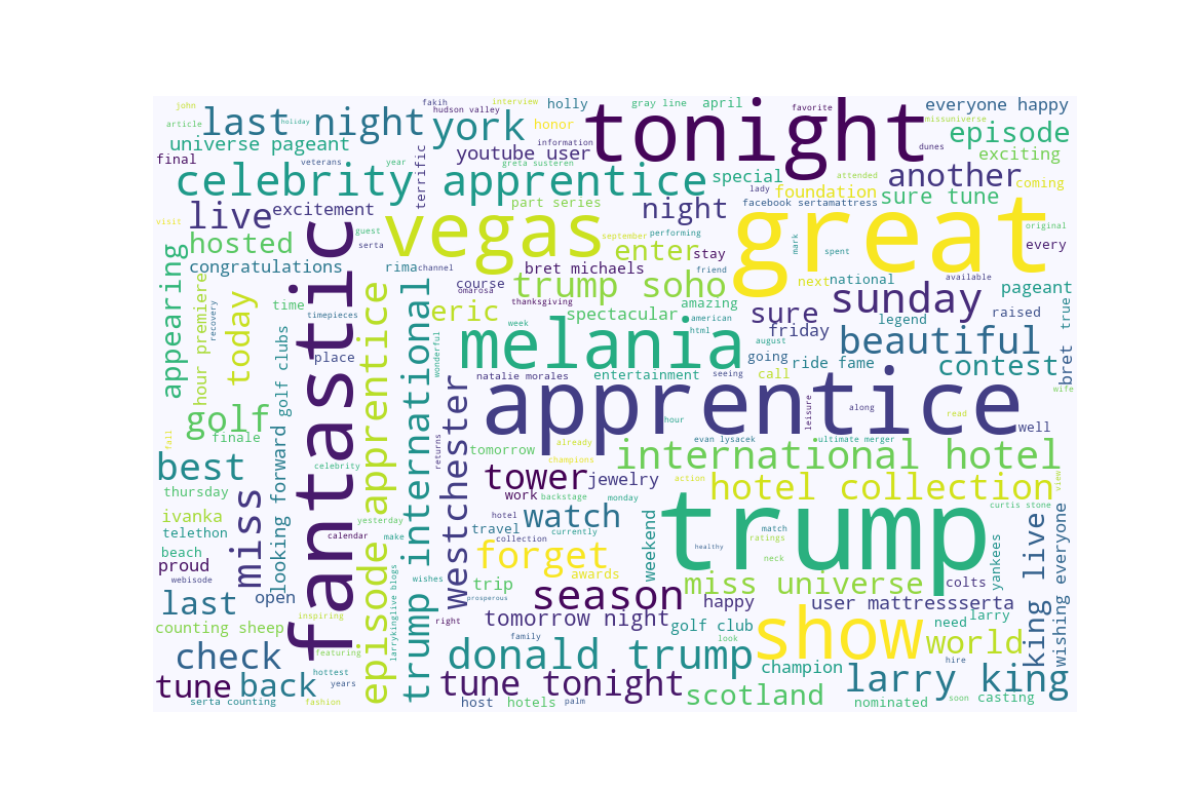 john
fakih
interview
holly
gray line
april
favorite
everyone happy
last night
hudson valley
york
honor
tonight
missuniverse
article
holiday
episode
universe pageant
youtube user
information
dunes
exciting
final
veterans
year
greta susteren
terrific
celebrity apprentice
special
lady
attended
another
coming
foundation
sure tune
part series
facebook sertamattress
live
excitement
night
visit
guest
vegas
great
original
hosted
serta
september
performing
enter
stay
mark
spent
every
congratulations
rima
channel
bret michaels
friend
next
national
available
pageant
appearing
course
omarosa
trump soho
amazing
sunday
time
thanksgiving
raised
hour premiere
today
recovery
timepieces
fantastic
eric
spectacular
american
sure
legend
bret true
week
html
friday
august
beautiful
place
melania
going
ride fame
contest
wonderful
natalie morales
entertainment
seeing
call
wife
golf
looking forward golf clubs
episode apprentice
trump international
westchester
apprentice
leisure
along
read
hour
well
fall
finale
returns
already
evan lysacek
ultimate merger
tomorrow
champions
international hotel
best
celebrity
tower
jewelry
action
view
thursday
miss
work
backstage
monday
hotel collection
ivanka
yesterday
hotel
trump
curtis stone
telethon
calendar
make
travel
collection
watch
currently
match
ratings
weekend
king live
wishing everyone
beach
forget
healthy
neck
yankees
proud
webisode
larrykinglive blogs
wishes
trip
awards
miss universe
colts
last
open
prosperous
season
happy
user mattressserta
inspiring
right
tomorrow night
golf club
need
larry
counting sheep
family
look
show
world
check
featuring
donald trump
champion
hire
hottest
tune
back
years
tune tonight
scotland
larry king
serta counting
fashion
host
hotels
palm
nominated
soon
casting